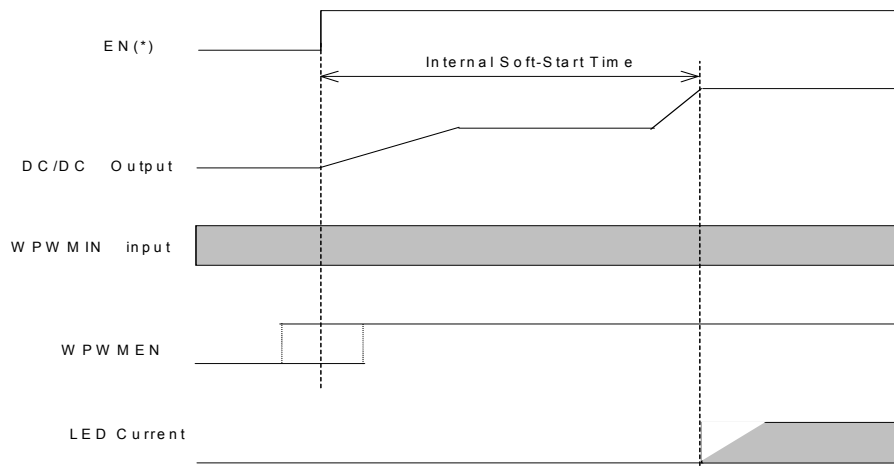 EN(*)
Internal Soft-Start Time
DC/DC Output
WPWMIN input
WPWMEN
LED Current